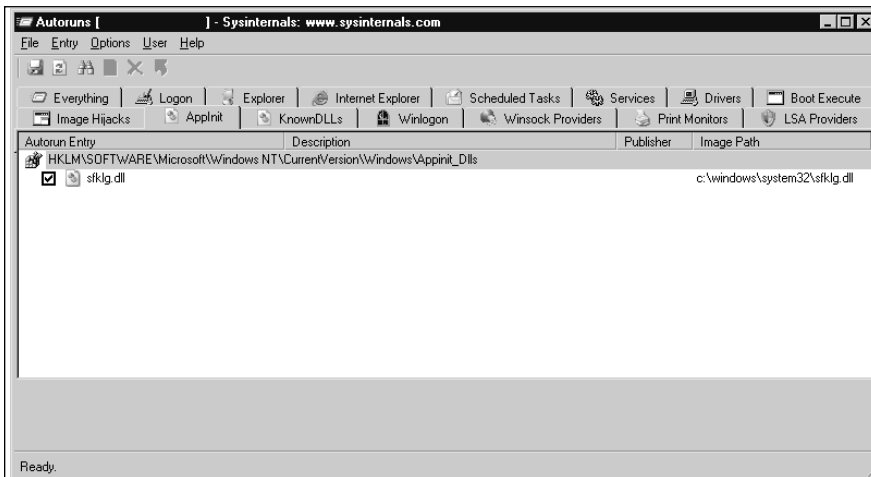 Autoruns [ ] - Sysinternals: www.sysinternals.com
File Entry Options User Help
Everything Logon Explorer Internet Explorer Scheduled Tasks Services Drivers Boot Execute
Image Hijacks AppInit KnownDLLs Winlogon Winsock Providers Print Monitors LSA Providers
Autorun Entry Description Publisher Image Path
HKLM\SOFTWARE\Microsoft\Windows NT\CurrentVersion\Windows\Appinit_Dlls
sfklg.dll c:\windows\system32\sfklg.dll
Ready.